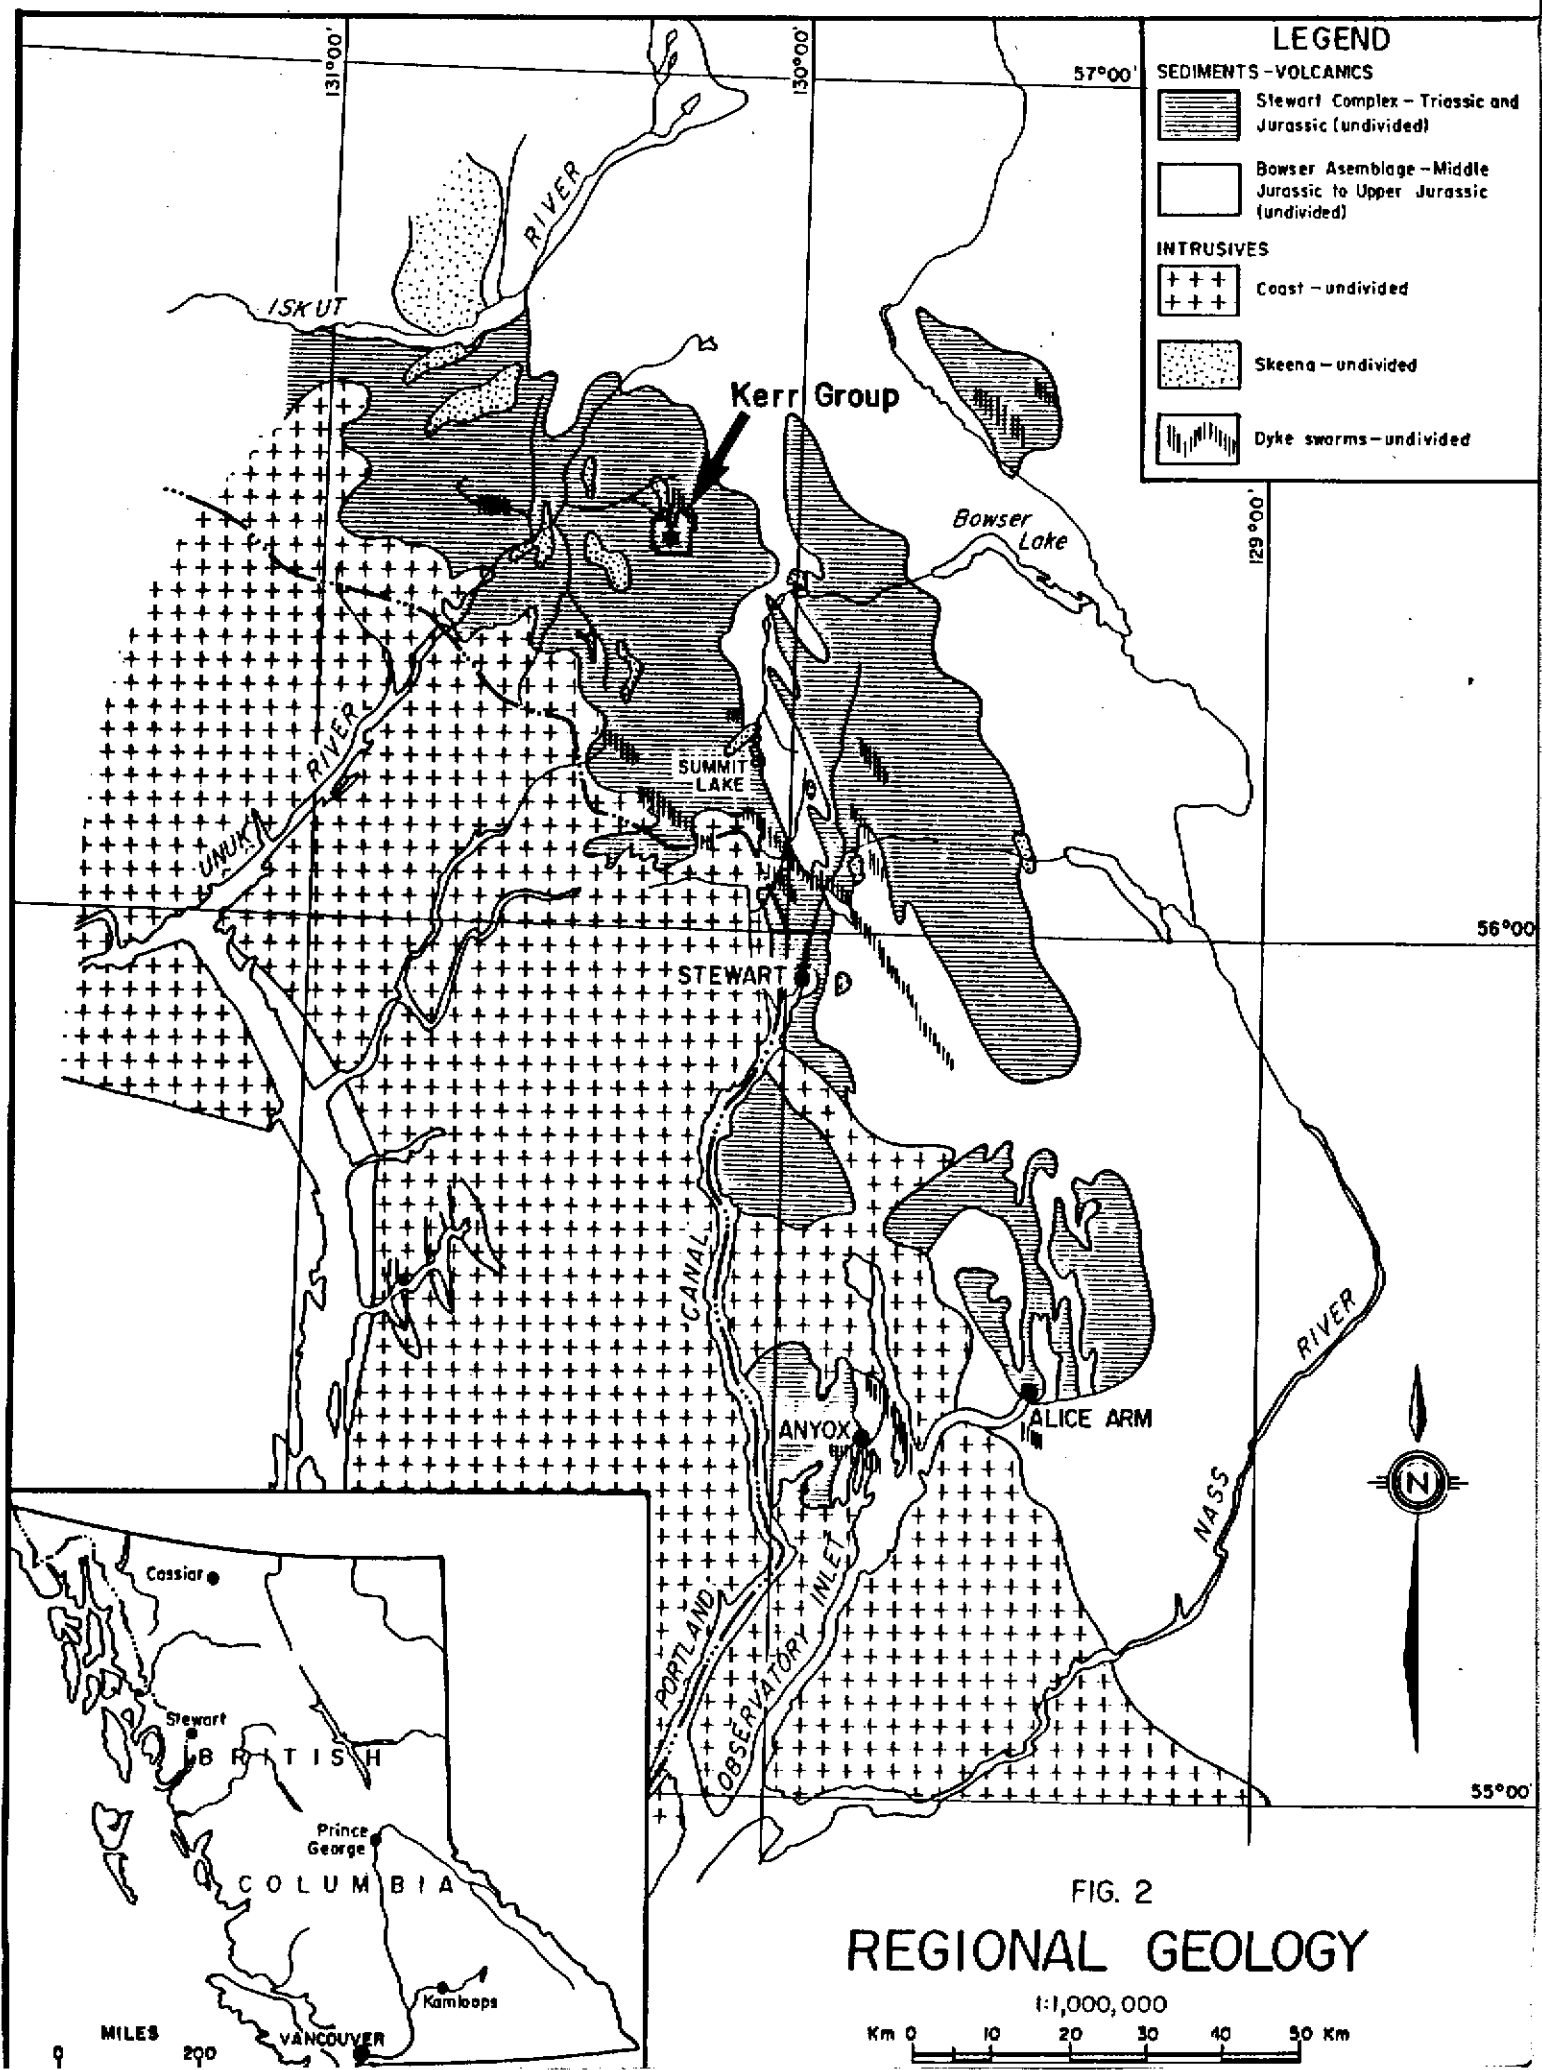 LEGEND
SEDIMENTS-VOLCANICS
Stewart Complex - Triassic and
Jurassic (undivided)
Bowser Asemblage - Middle
Jurassic to Upper Jurassic
(undivided)
INTRUSIVES
Coast - undivided
Skeena - undivided
Dyke swarms - undivided
131°00'
130°00'
57°00'
RIVER
ISKUT
Kerr Group
Bowser
Lake
129°00'
RIVER
UNUK
SUMMIT
LAKE
56°00'
STEWART
CANAL
RIVER
ANYOX
ALICE ARM
NASS
INLET
PORTLAND
OBSERVATORY
N
55°00'
Cassiar
Stewart
BRITISH
Prince
George
COLUMBIA
Kamloops
MILES
VANCOUVER
0 200
FIG. 2
REGIONAL GEOLOGY
1:1,000,000
Km 0 10 20 30 40 50 Km